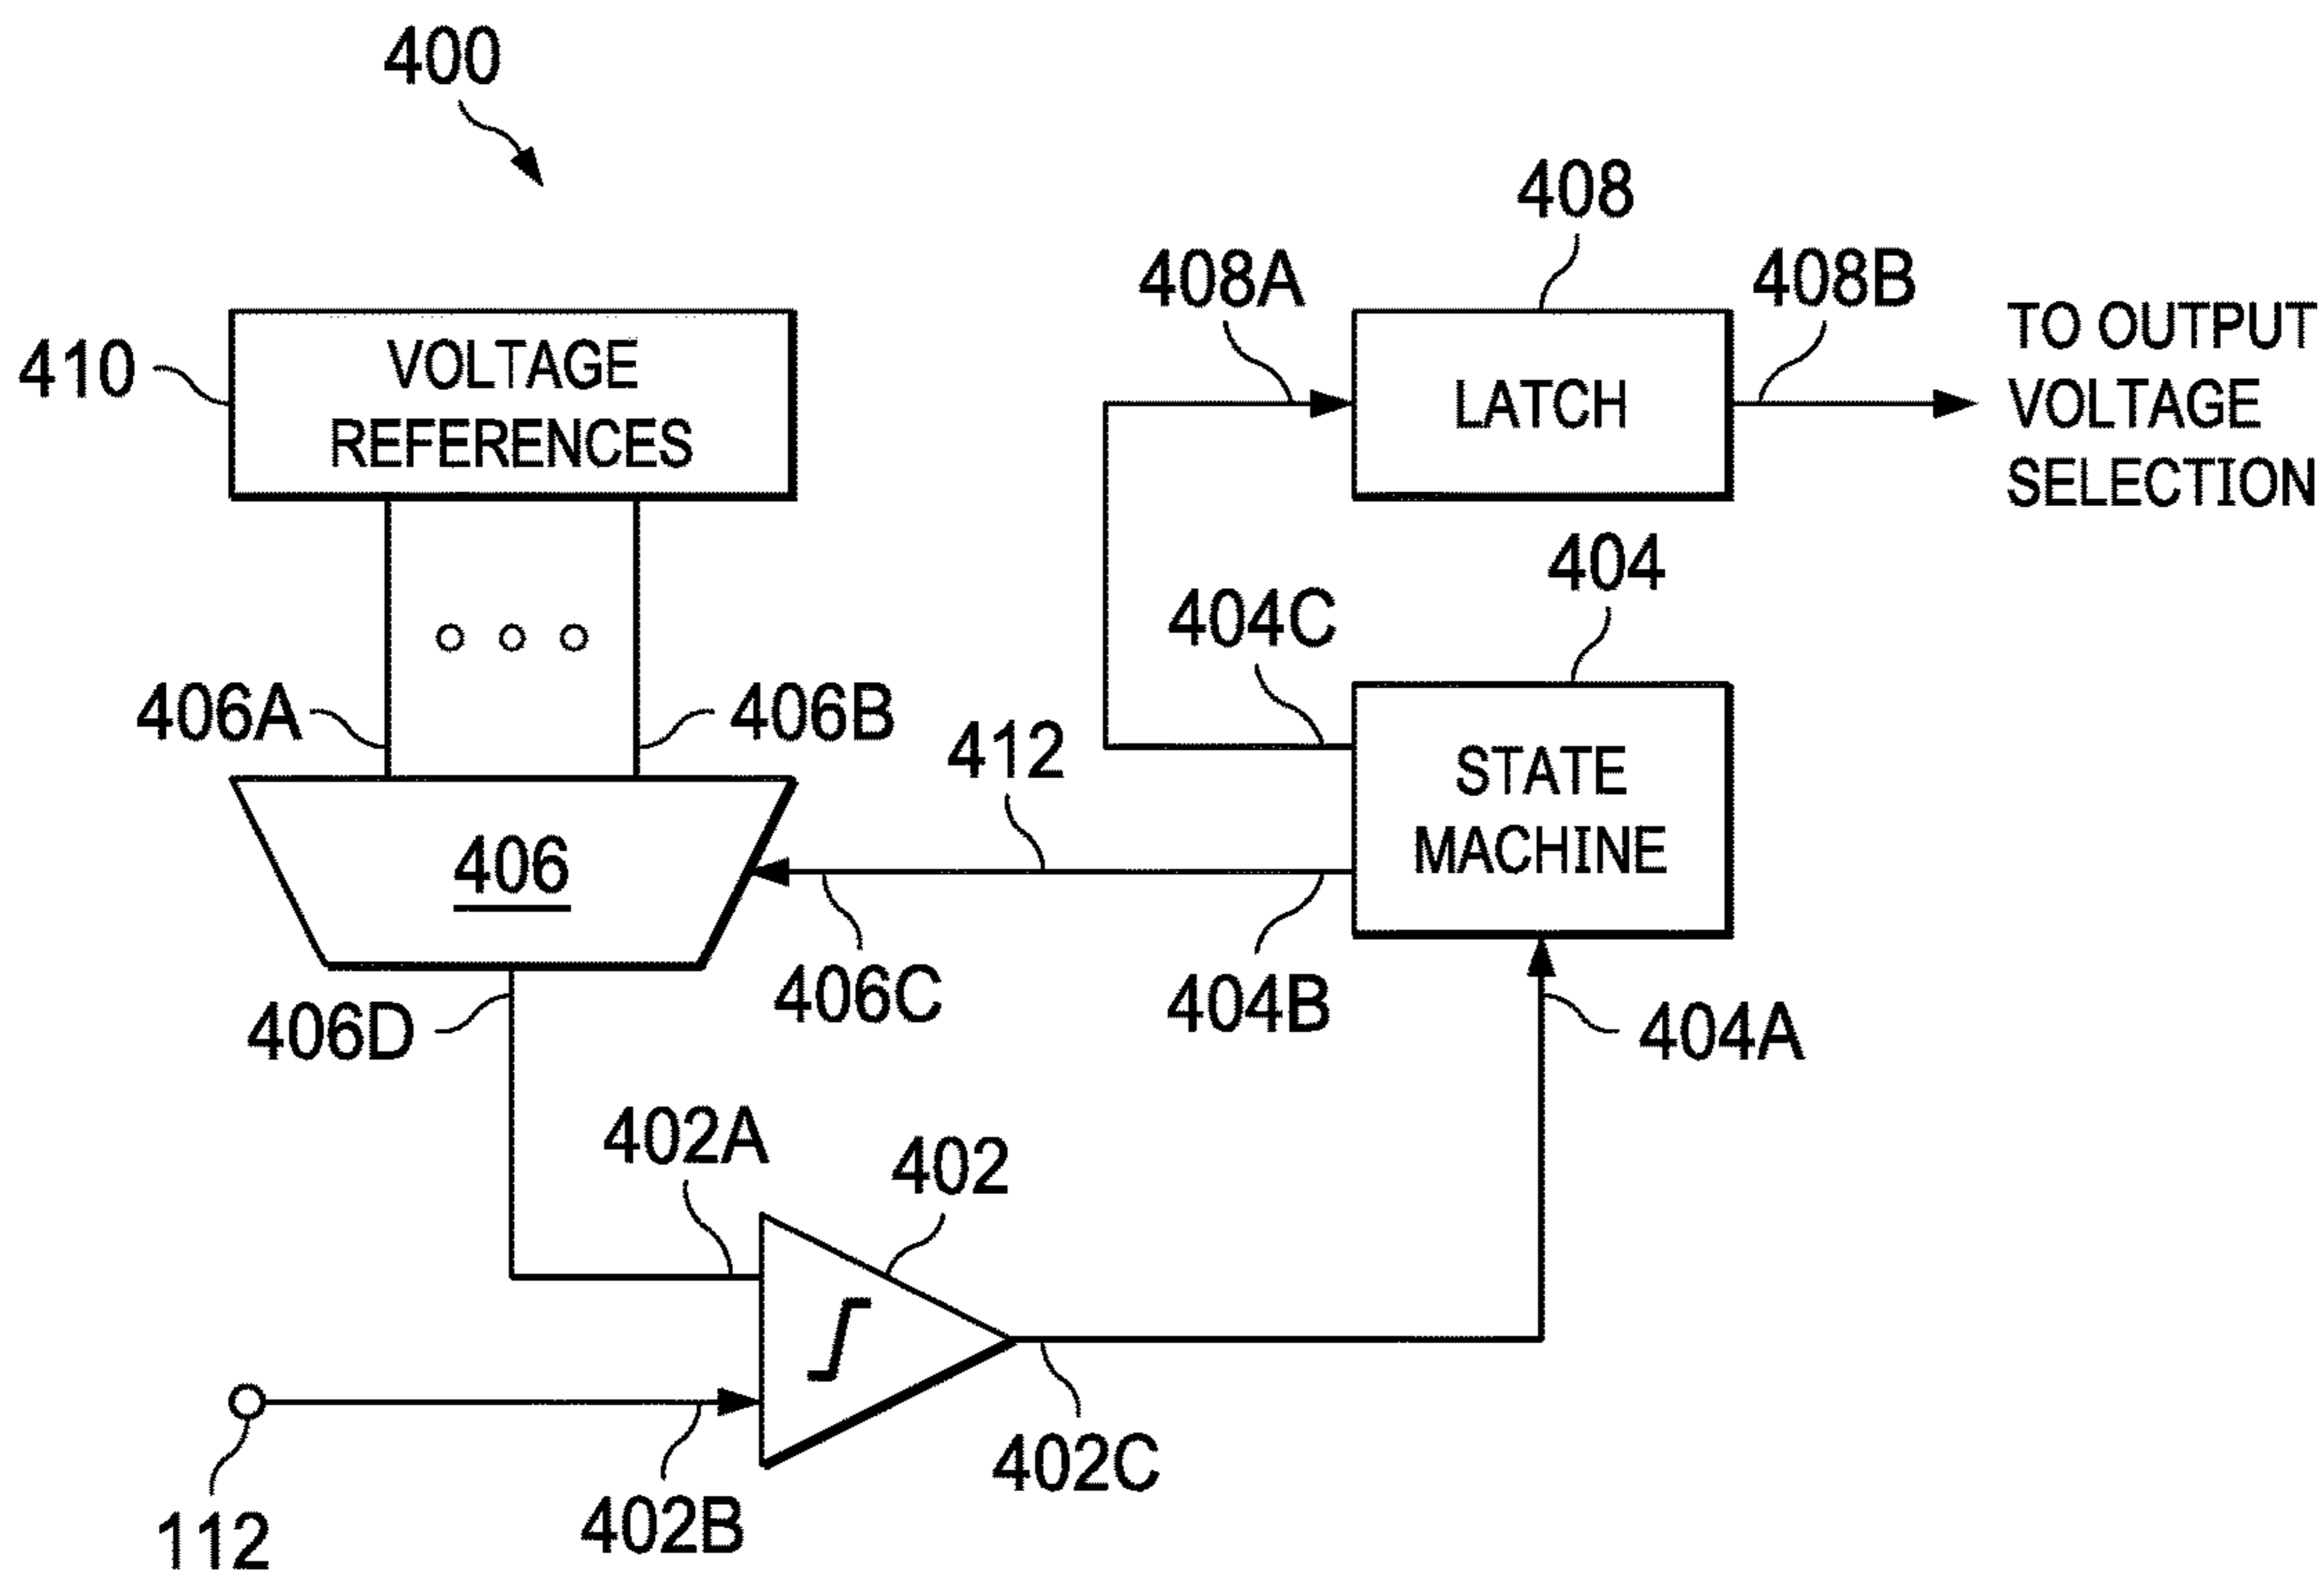 400
408
408A
408B
TO OUTPUT
VOLTAGE
SELECTION
410
VOLTAGE
REFERENCES
LATCH
404
404C
406A
406B
412
STATE
MACHINE
406
406C
404B
406D
404A
402A
402
402C
402B
112